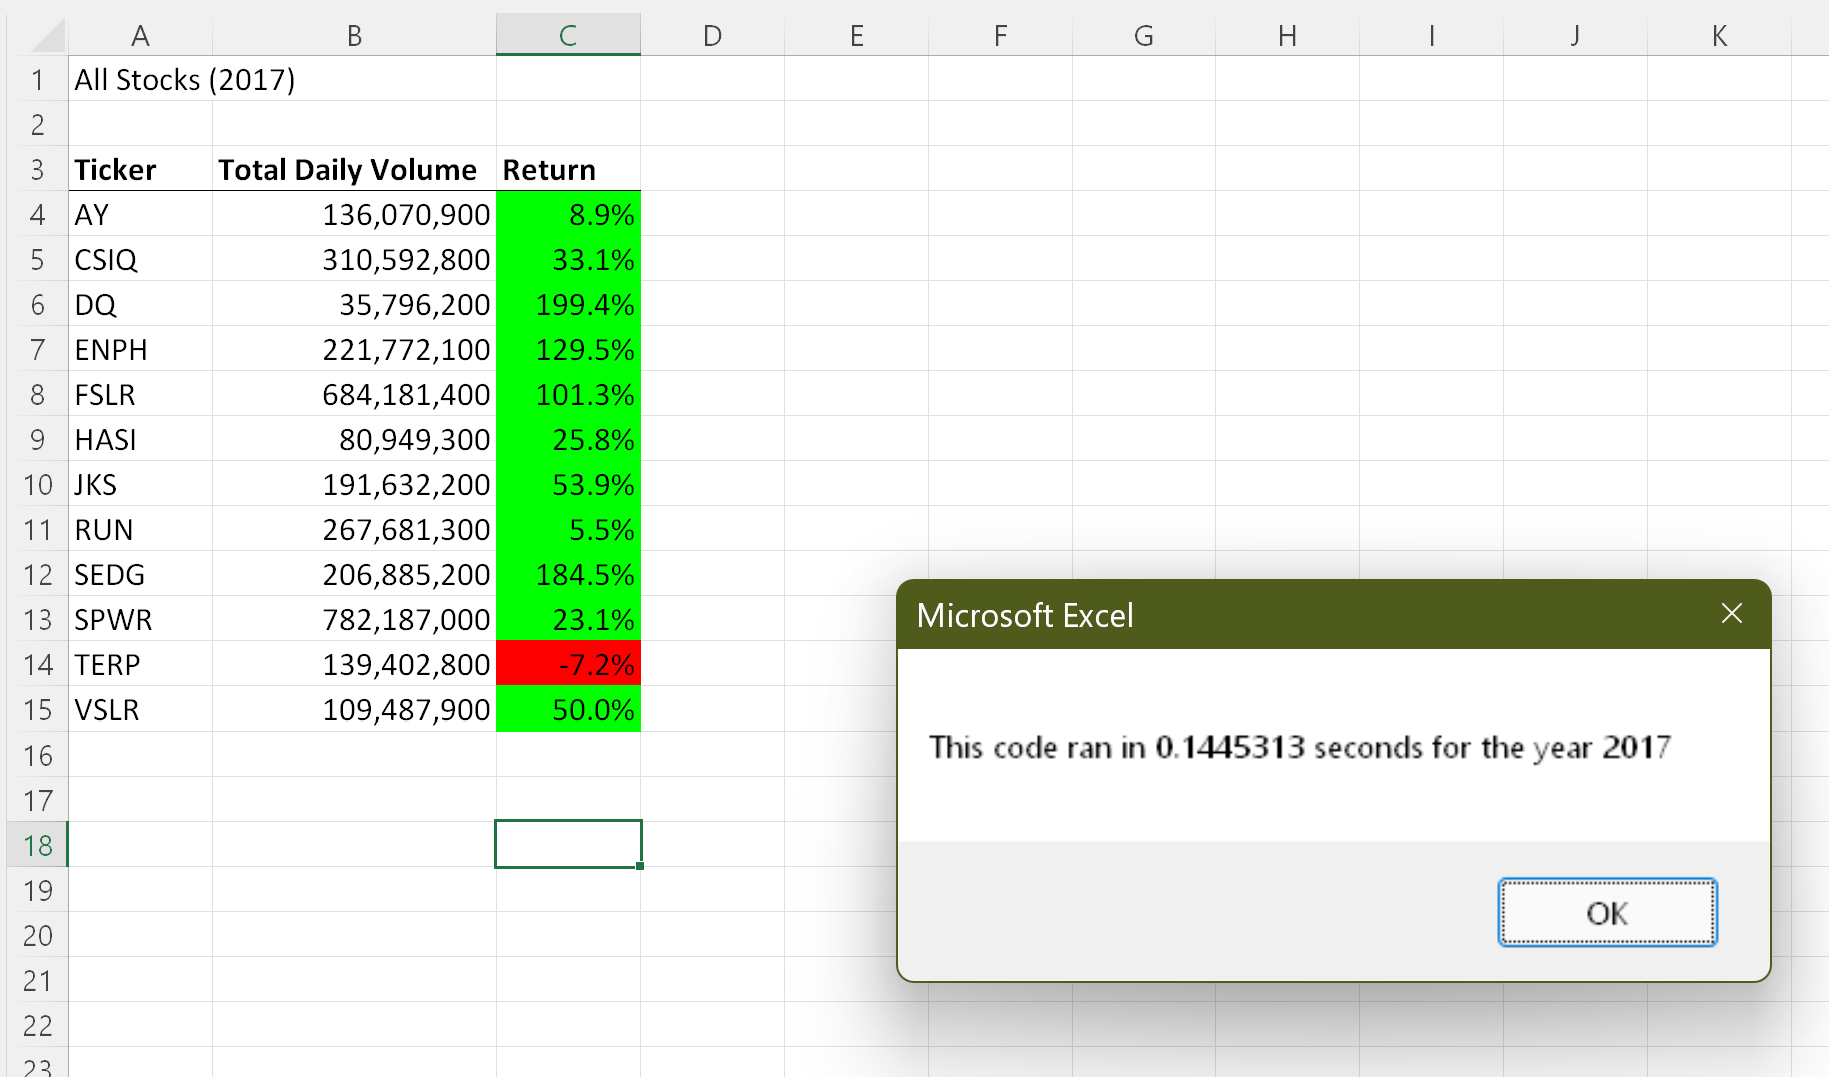 A B C D E F G H I J K
1 All Stocks (2017)
2
3 Ticker Total Daily Volume Return
4 AY 136,070,900 8.9%
5 CSIQ 310,592,800 33.1%
6 DQ 35,796,200 199.4%
7 ENPH 221,772,100 129.5%
8 FSLR 684,181,400 101.3%
9 HASI 80,949,300 25.8%
10 JKS 191,632,200 53.9%
11 RUN 267,681,300 5.5%
12 SEDG 206,885,200 184.5%
13 SPWR 782,187,000 23.1%
14 TERP 139,402,800 -7.2%
15 VSLR 109,487,900 50.0%
16
17
18
19
20
21
22
23
Microsoft Excel
This code ran in 0.1445313 seconds for the year 2017
OK